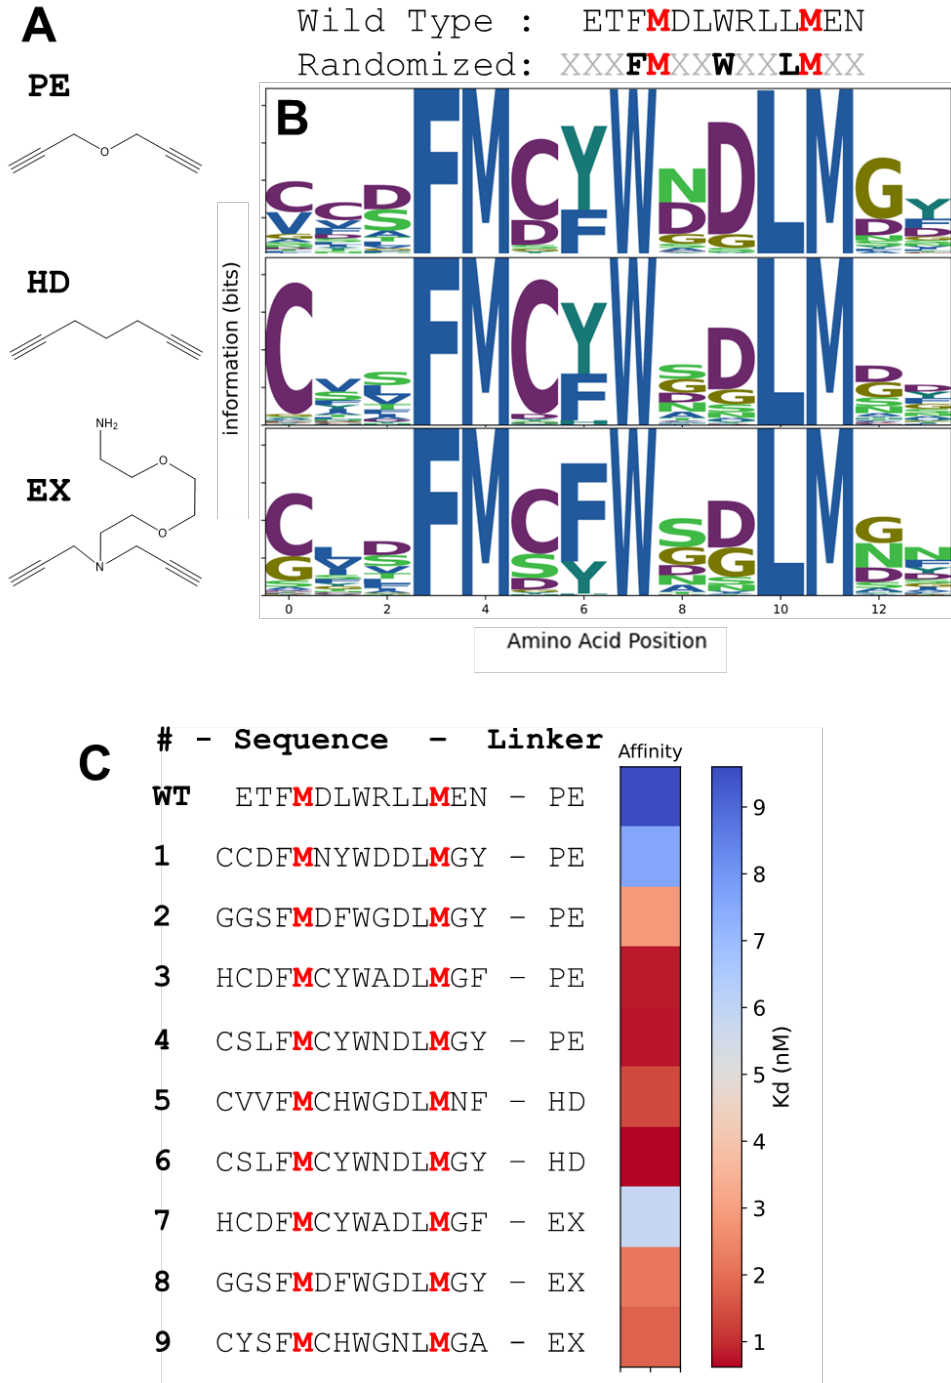 A
Wild Type : ETFMDLWRLLMEN
Randomized: XXXFMXXWXXLMXX
PE
O
HD
EX
NH2
O
O
N
B
information (bits)
0 2 4 6 8 10 12
Amino Acid Position
C
# - Sequence – Linker
Affinity
WT ETFMDLWRLLMEN – PE
1 CCDFMNYWDDLMGY – PE
2 GGSFMDFWGDLMGY – PE
3 HCDFMCYWADLMGF – PE
4 CSLFMCYWNDLMGY – PE
5 CVVFMCHWGDLMNF – HD
6 CSLFMCYWNDLMGY – HD
7 HCDFMCYWADLMGF – EX
8 GGSFMDFWGDLMGY – EX
9 CYSFMCHWGNLMGA – EX
9
8
7
6
5
4
3
2
1
Kd (nM)